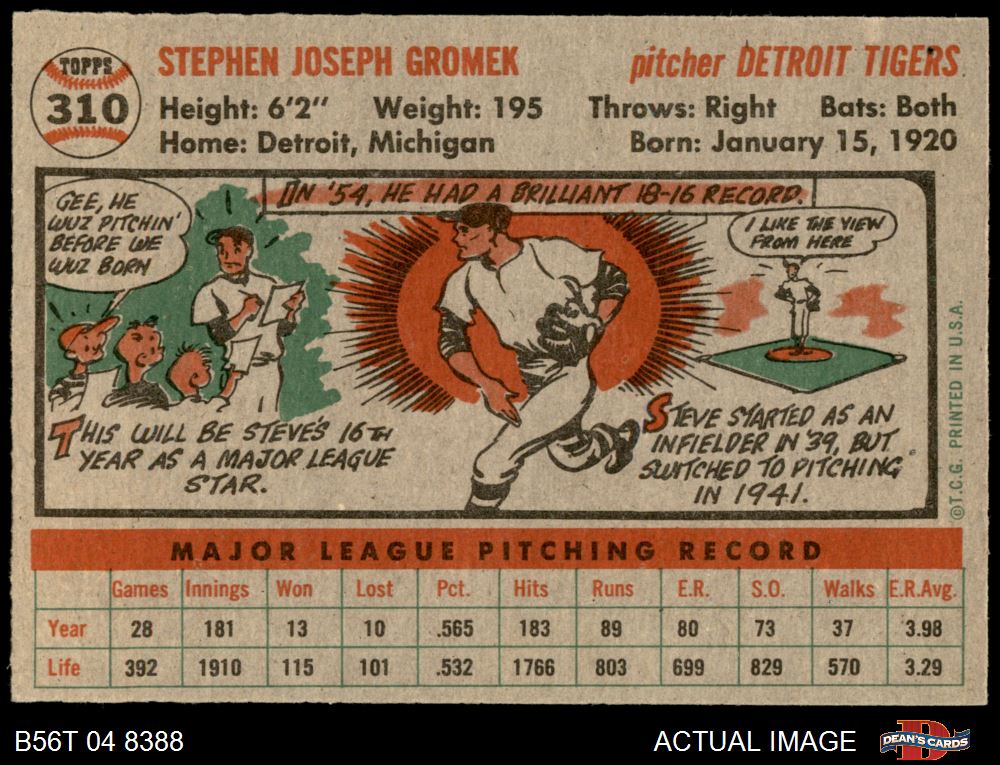 TOPPS
310
STEPHEN JOSEPH GROMEK
pitcher DETROIT TIGERS
Height: 6'2" Weight: 195 Throws: Right Bats: Both
Home: Detroit, Michigan Born: January 15, 1920
IN '54, HE HAD A BRILLIANT 18-16 RECORD.
GEE, HE
WUZ PITCHIN'
BEFORE WE
WUZ BORN
I LIKE THE VIEW
FROM HERE
THIS WILL BE STEVE'S 16TH
YEAR AS A MAJOR LEAGUE
STAR.
STEVE STARTED AS AN
INFIELDER IN '39, BUT
SWITCHED TO PITCHING
IN 1941.
©T.C.G. PRINTED IN U.S.A.
MAJOR LEAGUE PITCHING RECORD
Games Innings Won Lost Pct. Hits Runs E.R. S.O. Walks E.R.Avg.
Year 28 181 13 10 .565 183 89 80 73 37 3.98
Life 392 1910 115 101 .532 1766 803 699 829 570 3.29
B56T 04 8388
ACTUAL IMAGE
DEAN'S CARDS